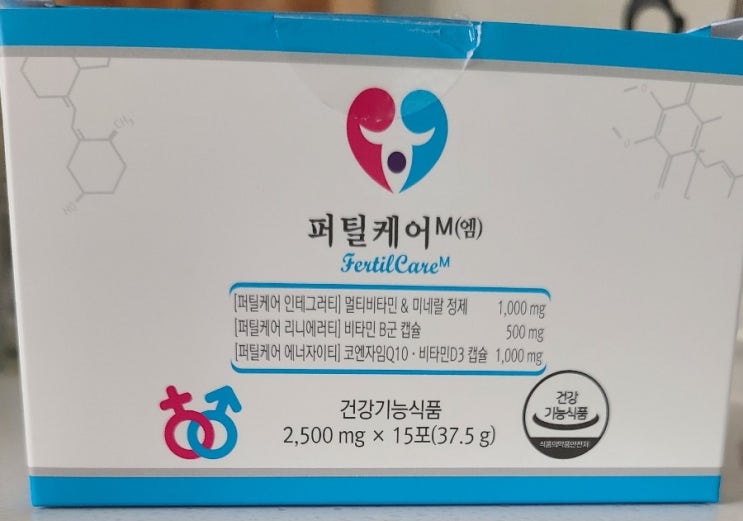 CH₃
HO
퍼틸케어M(엠)
FertilCareM
[퍼틸케어 인테그러티] 멀티비타민 & 미네랄 정제 1,000 mg
[퍼틸케어 리니에러티] 비타민 B군 캡슐 500 mg
[퍼틸케어 에너자이티] 코엔자임Q10 · 비타민D3 캡슐 1,000 mg
건강기능식품
2,500 mg × 15포(37.5 g)
건강
기능식품
식품의약품안전처